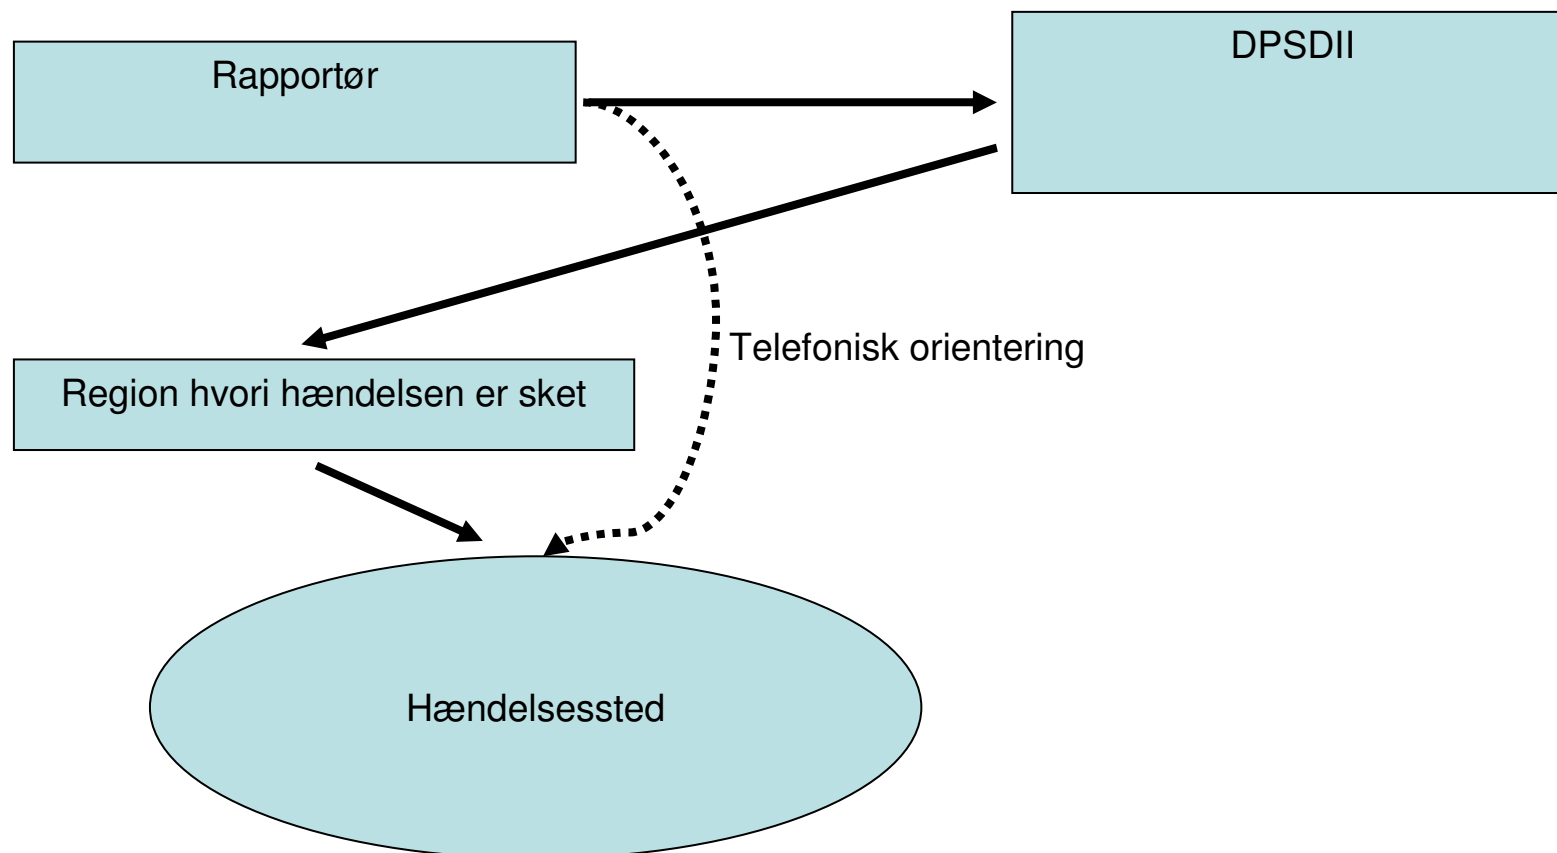 Rapportør
DPSDII
Telefonisk orientering
Region hvori hændelsen er sket
Hændelsessted